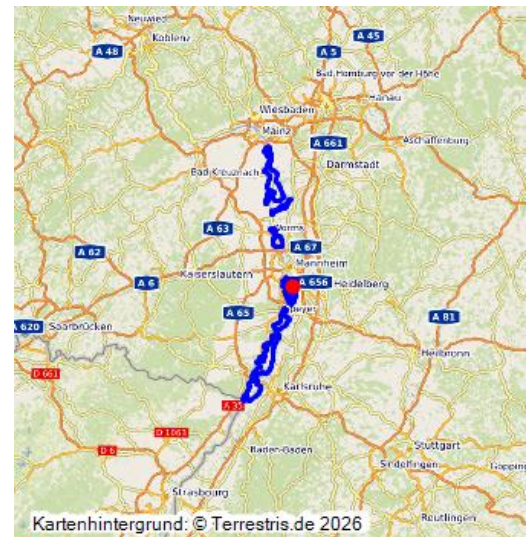 Neuwied
Koblenz
A 48
A 45
A 5
Bad Homburg vor der Höhe
Hanau
Wiesbaden
Mainz
Aschaffenburg
A 661
Bad Kreuznach
Darmstadt
A 63
Worms
A 67
A 62
Mannheim
Kaiserslautern
A 6
A 656
Heidelberg
A 65
A 620
Saarbrücken
A 81
Heilbronn
D 661
Karlsruhe
A 35
D 1063
D 6
Baden-Baden
Stuttgart
Sindelfingen
Strasbourg
Reutlingen
Kartenhintergrund: © Terrestris.de 2026